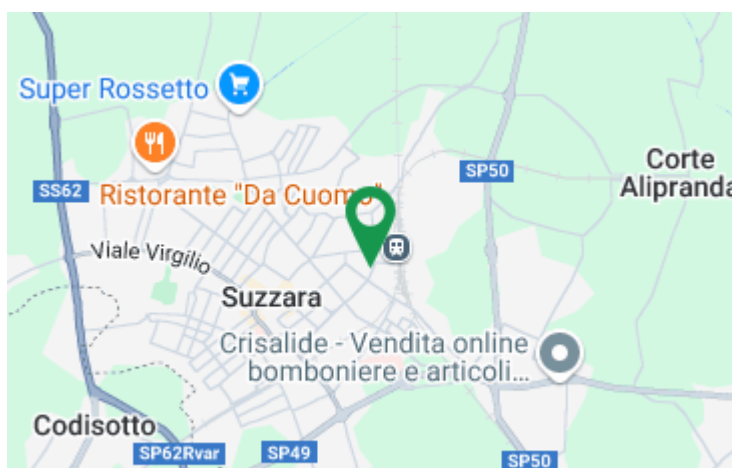 Super Rossetto
SP50
Corte
Alipranda
SS62
Ristorante "Da Cuomo"
Viale Virgilio
Suzzara
Crisalide - Vendita online
bomboniere e articoli...
Codisotto
SP62Rvar
SP49
SP50